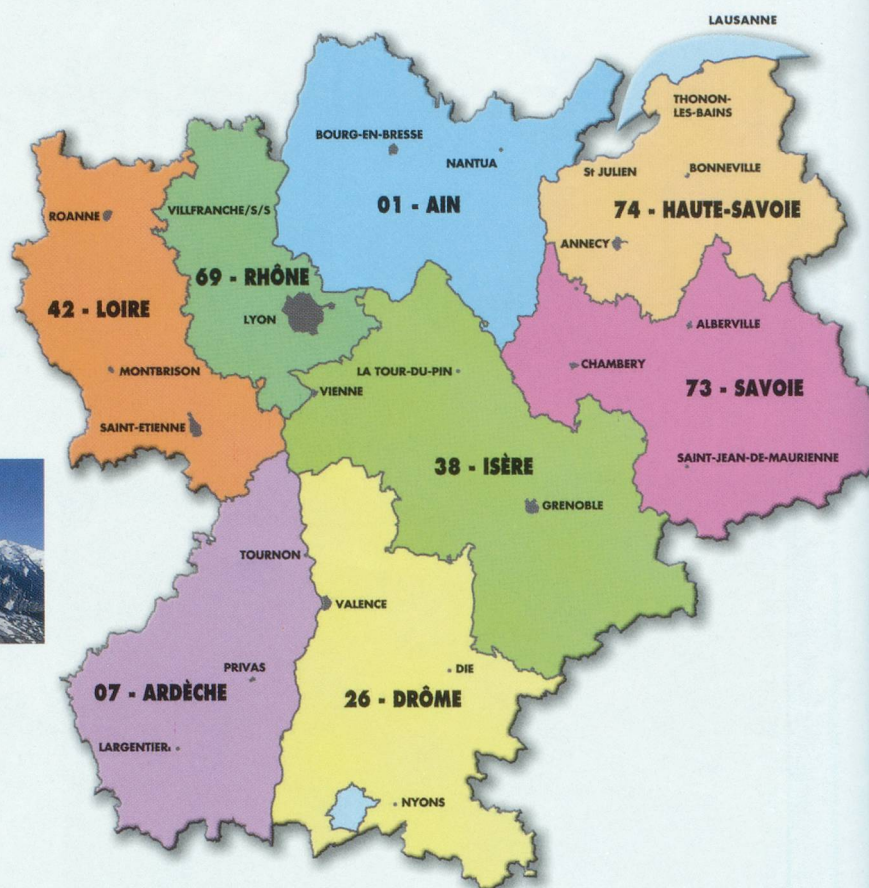 LAUSANNE
THONON-
LES-BAINS
BOURG-EN-BRESSE
NANTUA
St JULIEN
BONNEVILLE
01 - AIN
74 - HAUTE-SAVOIE
ROANNE
VILLFRANCHE/S/S
ANNECY
69 - RHÔNE
42 - LOIRE
LYON
ALBERVILLE
MONTBRISON
LA TOUR-DU-PIN
CHAMBERY
VIENNE
73 - SAVOIE
SAINT-ETIENNE
38 - ISÈRE
SAINT-JEAN-DE-MAURIENNE
GRENOBLE
TOURNON
VALENCE
PRIVAS
DIE
07 - ARDÈCHE
26 - DRÔME
LARGENTIER
NYONS